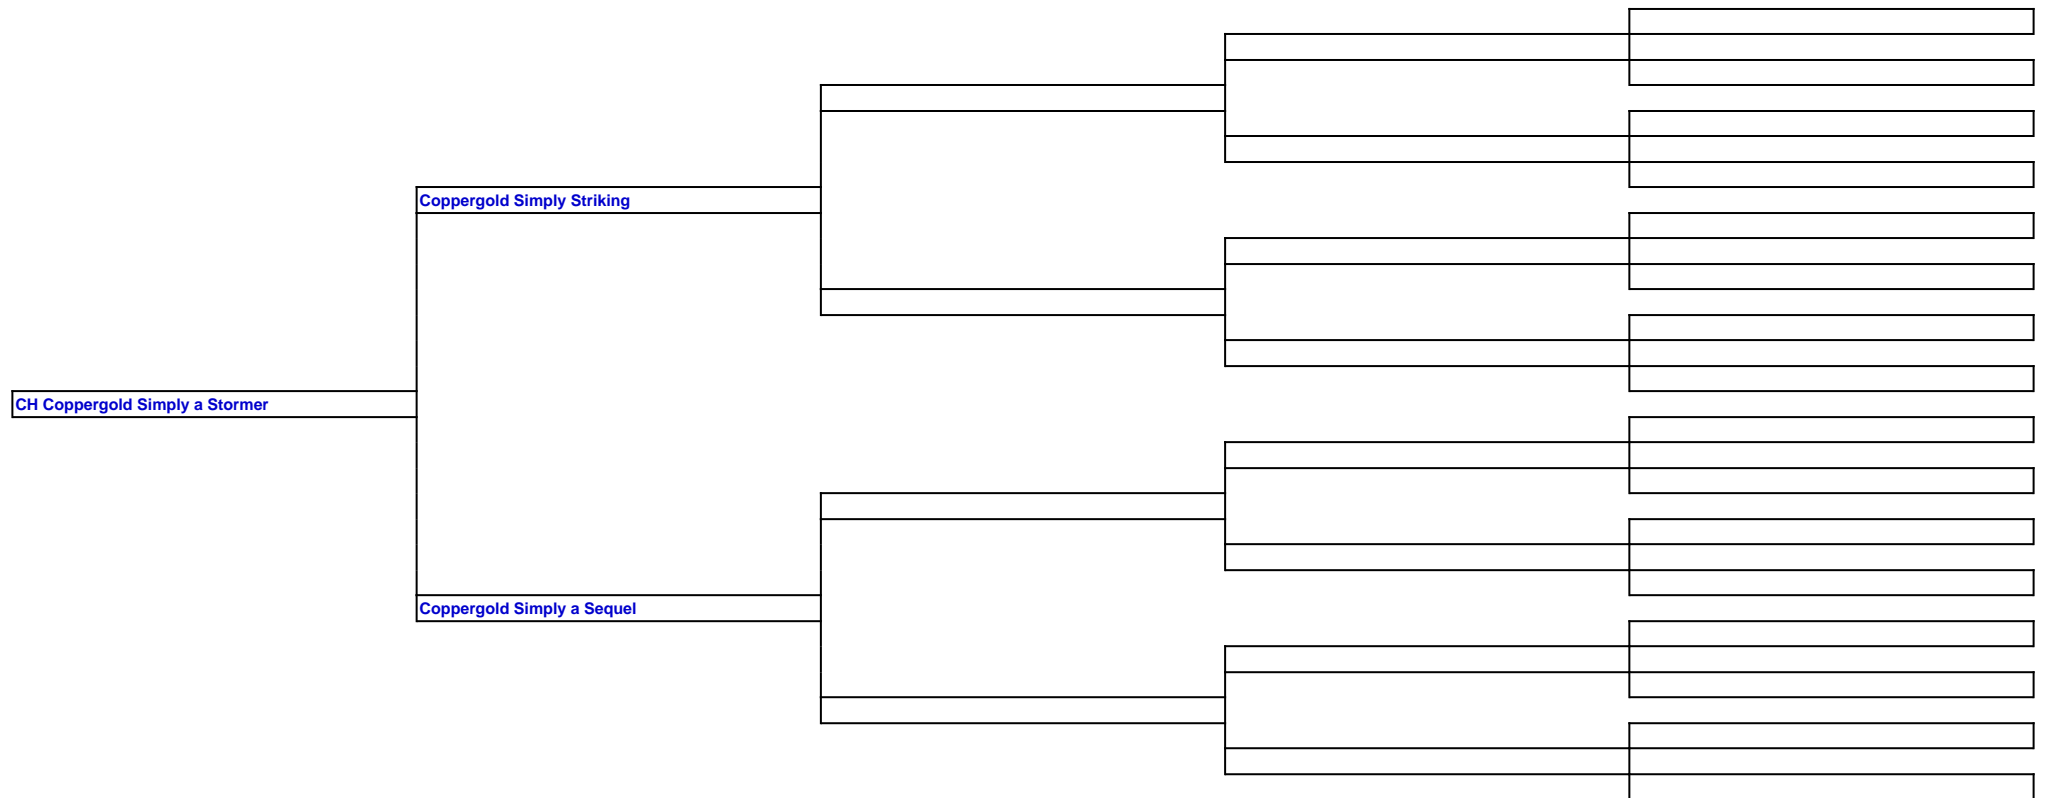 Coppergold Simply Striking
CH Coppergold Simply a Stormer
Coppergold Simply a Sequel